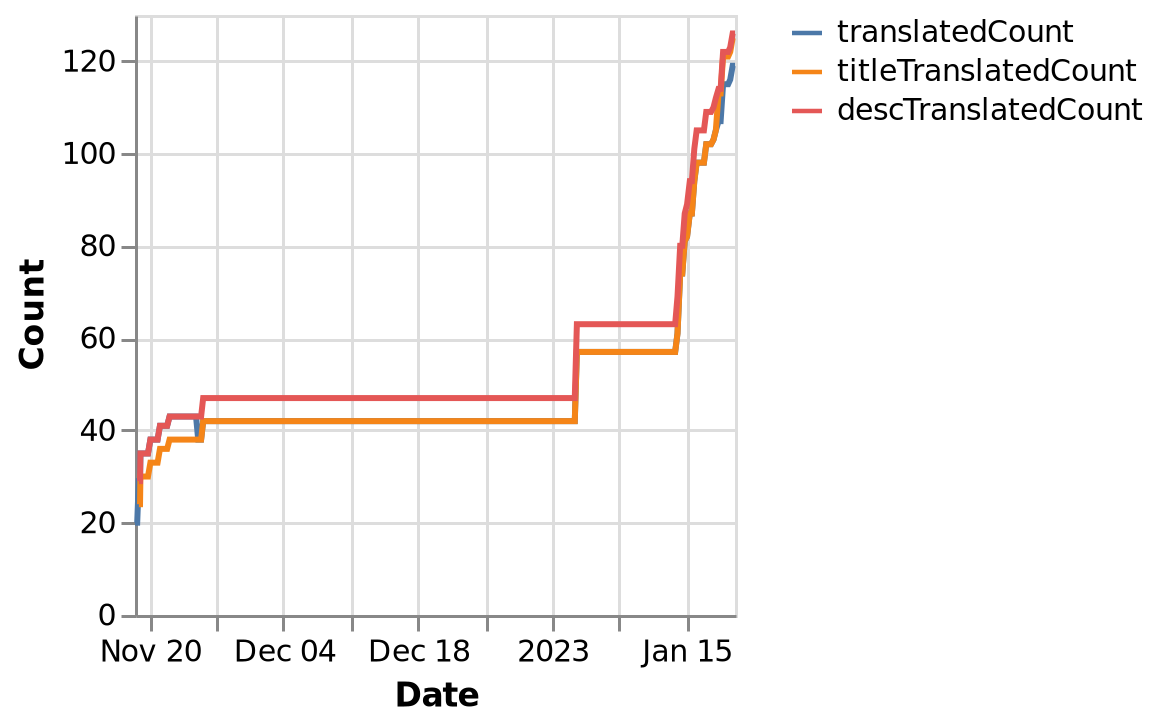 120
100
80
60
40
20
0
Count
Nov 20
Dec 04
Dec 18
2023
Jan 15
Date
translatedCount
titleTranslatedCount
descTranslatedCount